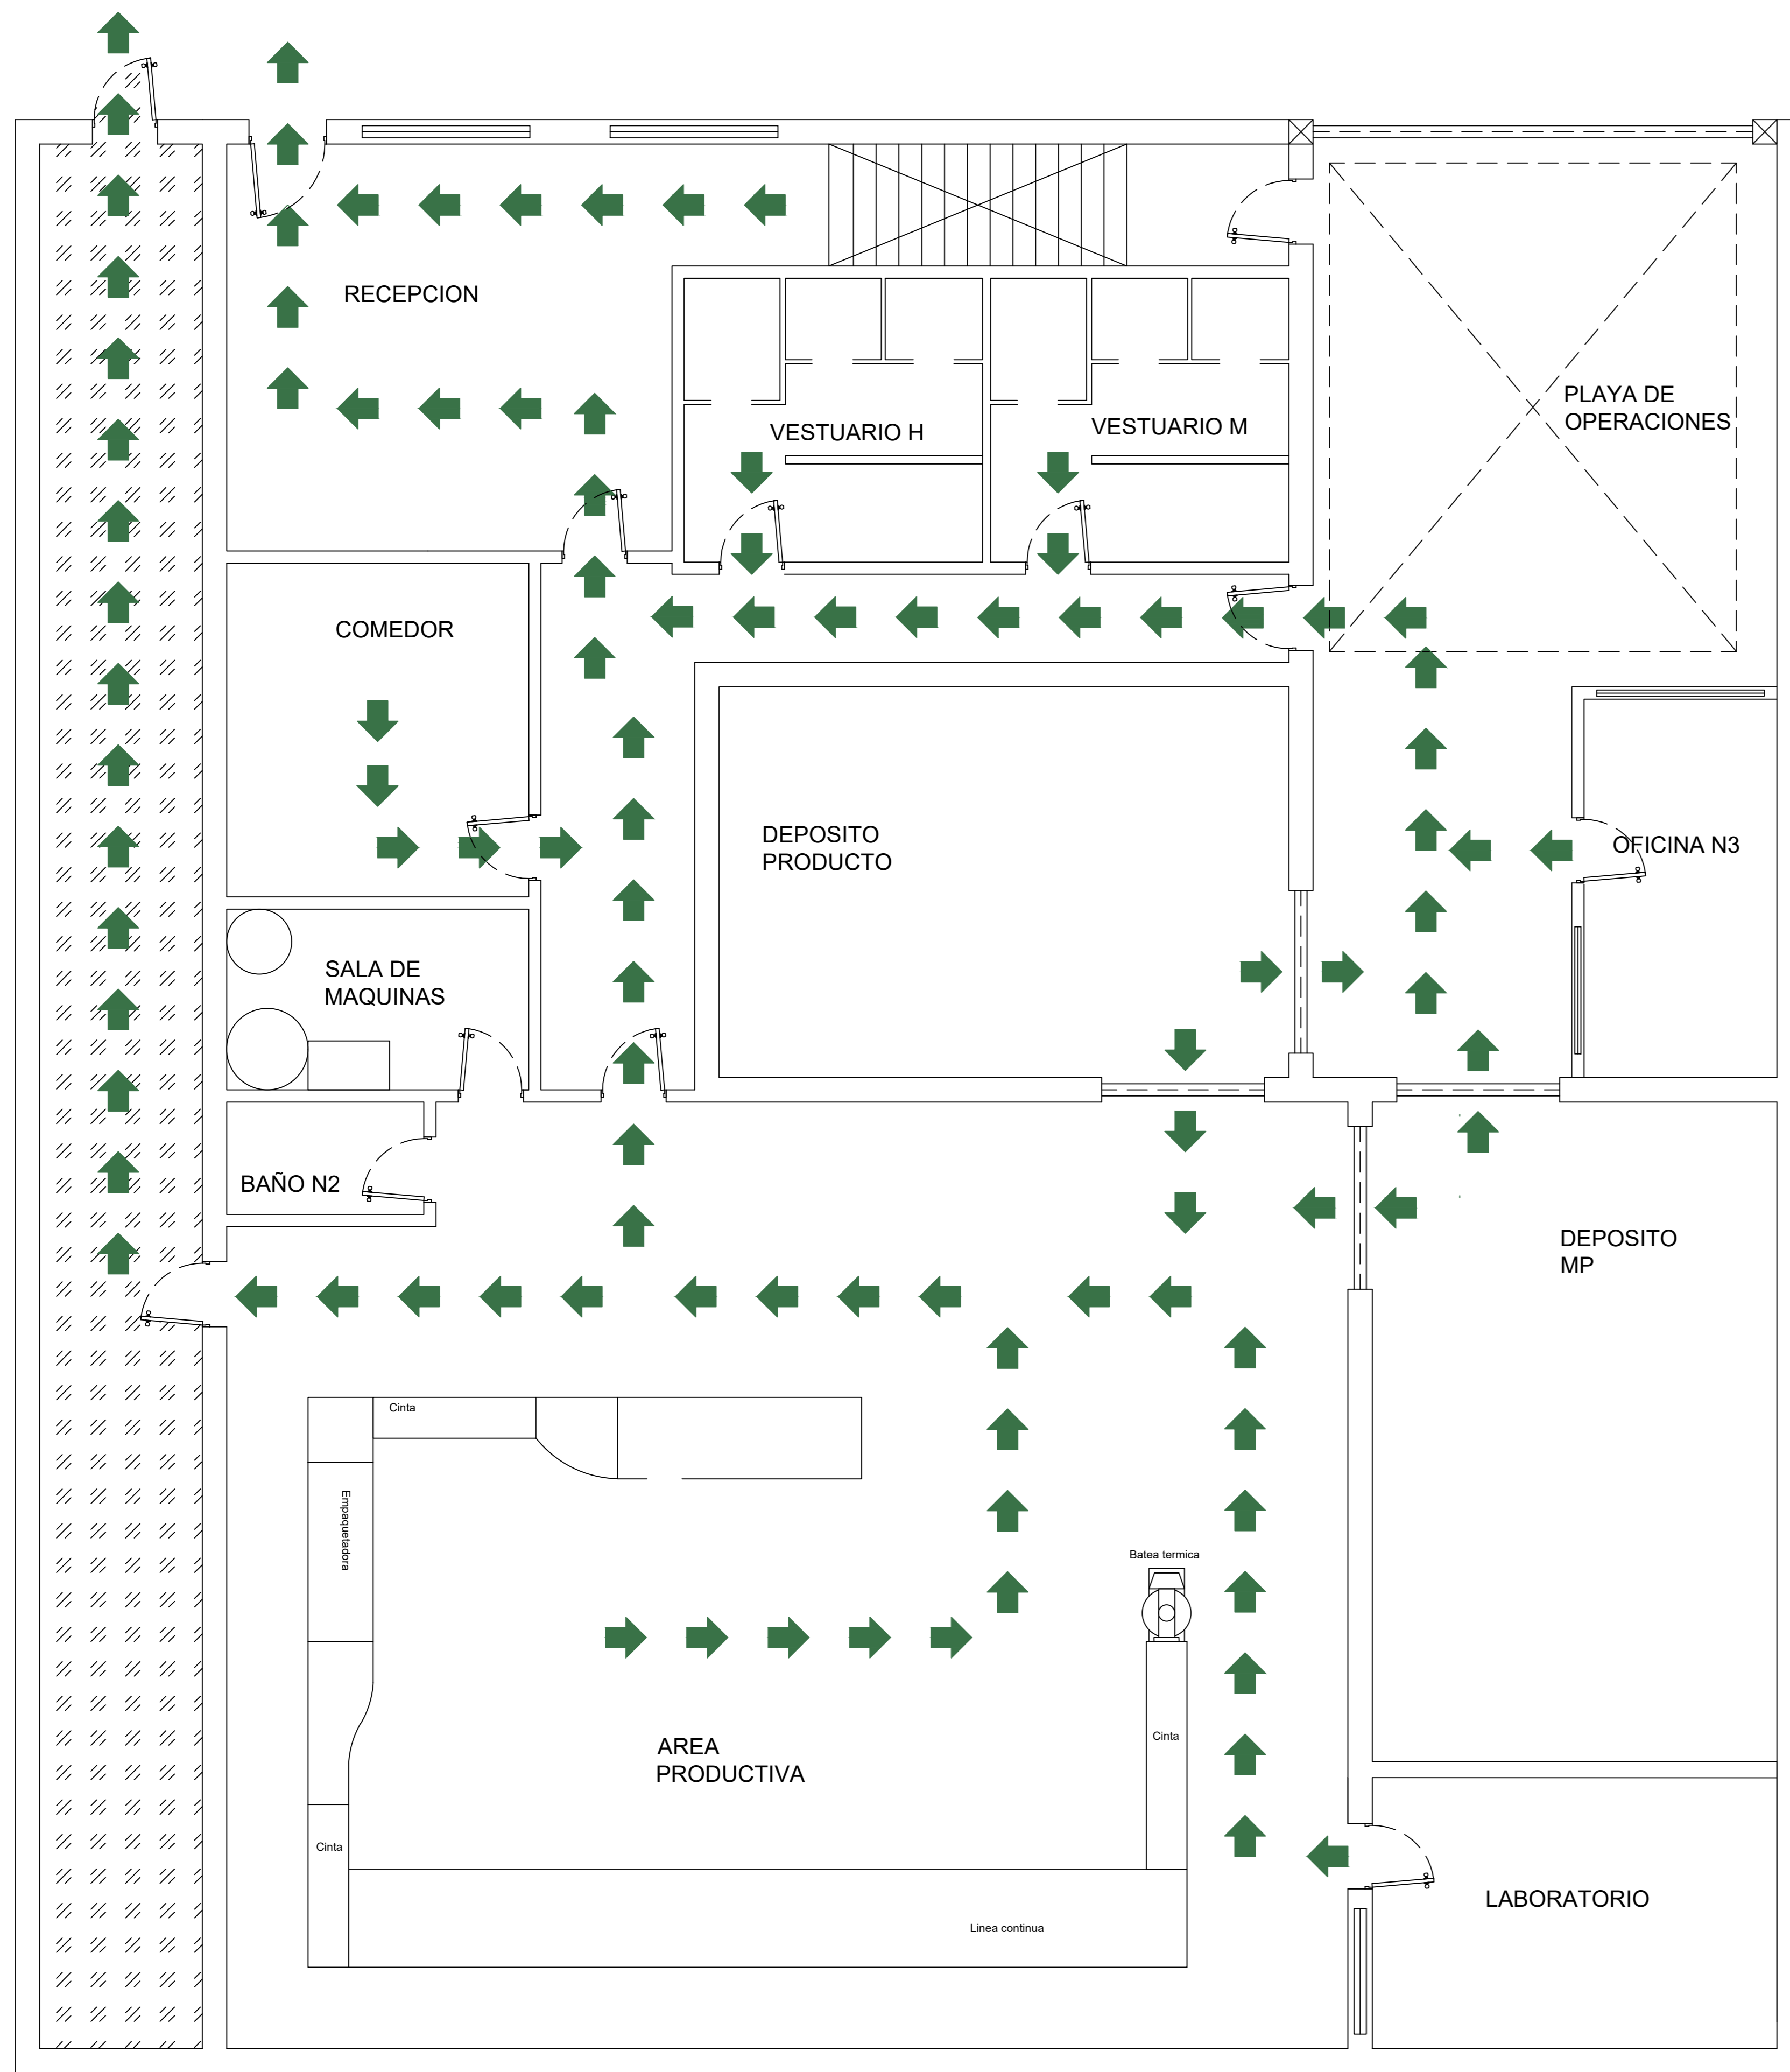 RECEPCION
PLAYA DE
OPERACIONES
VESTUARIO H
VESTUARIO M
COMEDOR
DEPOSITO
PRODUCTO
OFICINA N3
SALA DE
MAQUINAS
BAÑO N2
DEPOSITO
MP
Cinta
Empaquetadora
Batea termica
Cinta
AREA
PRODUCTIVA
Cinta
LABORATORIO
Linea continua